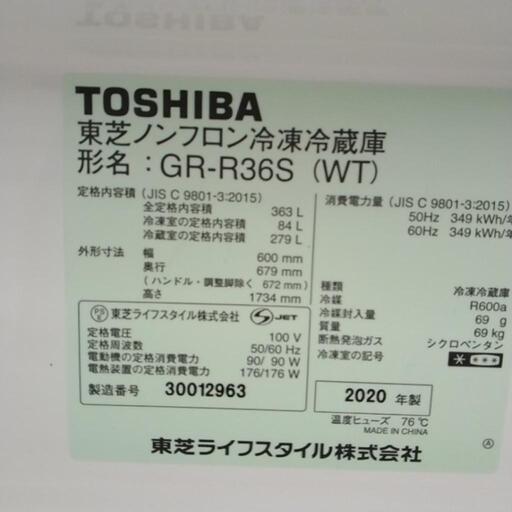 TOSHIBA
東芝ノンフロン冷凍冷蔵庫
形名：GR-R36S (WT)
定格内容積 (JIS C 9801-3:2015)
全定格内容積 363 L
冷凍室の定格内容積 84 L
冷蔵室の定格内容積 279 L
外形寸法 幅 600 mm
奥行 679 mm
(ハンドル・調整脚除く 672 mm)
高さ 1734 mm
PS E 東芝ライフスタイル株式会社 S JET
定格電圧 100 V
定格周波数 50/60 Hz
電動機の定格消費電力 90/ 90 W
電熱装置の定格消費電力 176/176 W
製造番号 30012963
消費電力量 (JIS C 9801-3:2015)
50Hz 349 kWh/年
60Hz 349 kWh/年
種類 冷凍冷蔵庫
冷媒 R600a
冷媒封入量 69 g
質量 69 kg
断熱発泡ガス シクロペンタン
冷凍室の記号
2020 年製
温度ヒューズ 76℃
MADE IN CHINA
東芝ライフスタイル株式会社
A